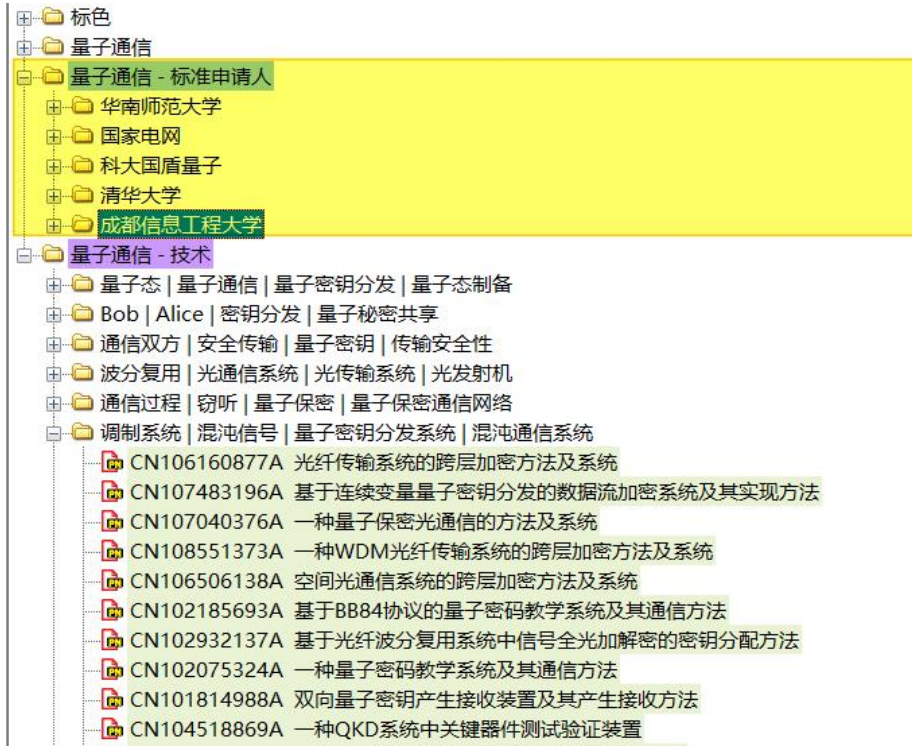 标色
量子通信
量子通信 - 标准申请人
华南师范大学
国家电网
科大国盾量子
清华大学
成都信息工程大学
量子通信 - 技术
量子态 | 量子通信 | 量子密钥分发 | 量子态制备
Bob | Alice | 密钥分发 | 量子秘密共享
通信双方 | 安全传输 | 量子密钥 | 传输安全性
波分复用 | 光通信系统 | 光传输系统 | 光发射机
通信过程 | 窃听 | 量子保密 | 量子保密通信网络
调制系统 | 混沌信号 | 量子密钥分发系统 | 混沌通信系统
CN106160877A 光纤传输系统的跨层加密方法及系统
CN107483196A 基于连续变量量子密钥分发的数据流加密系统及其实现方法
CN107040376A 一种量子保密光通信的方法及系统
CN108551373A 一种WDM光纤传输系统的跨层加密方法及系统
CN106506138A 空间光通信系统的跨层加密方法及系统
CN102185693A 基于BB84协议的量子密码教学系统及其通信方法
CN102932137A 基于光纤波分复用系统中信号全光加解密的密钥分配方法
CN102075324A 一种量子密码教学系统及其通信方法
CN101814988A 双向量子密钥产生接收装置及其产生接收方法
CN104518869A 一种QKD系统中关键器件测试验证装置